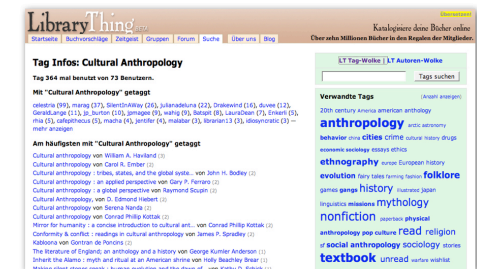 Überschannt
LibraryThing BETA
Katalogisiere deine Bücher online
Über zehn Millionen Bücher in den Regalen der Mitglieder.
Startseite Buchvorschläge Zeitgeist Gruppen Forum Suche Über uns Blog
Tag Infos: Cultural Anthropology
Tag 364 mal benutzt von 73 Benutzern.
Mit "Cultural Anthropology" getaggt
celestria (99), marag (37), SilentInAWay (26), julianadeluna (22), Drakewind (16), duvee (12),
GeraldLange (11), ja_burton (10), jpmagee (9), wahig (9), Batspit (8), LauraDean (7), Enkerli (5),
rhia (5), cafepithecus (5), macha (4), jenlifer (4), malabar (3), librarian13 (3), idiosyncratic (3) —
mehr anzeigen
Am häufigsten mit "Cultural Anthropology" getaggt
Cultural anthropology von William A. Haviland (3)
Cultural anthropology von Carol R. Ember (2)
Cultural anthropology : tribes, states, and the global syste.. von John H. Bodley (2)
Cultural anthropology : an applied perspective von Gary P. Ferraro (2)
Cultural anthropology : a global perspective von Raymond Scupin (2)
Cultural Anthropology, von D. Edmond Hiebert (2)
Cultural anthropology von Serena Nanda (2)
Cultural anthropology von Conrad Phillip Kottak (2)
Mirror for humanity : a concise introduction to cultural ant... von Conrad Phillip Kottak (2)
Conformity & conflict : readings in cultural anthropology von James P. Spradley (2)
Kabloona von Gontran de Poncins (2)
The literature of England; an anthology and a history von George Kumler Anderson (1)
Inherit the Alamo : myth and ritual at an American shrine von Holly Beachley Brear (1)
LT Tag-Wolke | LT Autoren-Wolke
Tags suchen
Verwandte Tags (Anzahl anzeigen)
20th century America american anthology
anthropology arctic astronomy
behavior china cities crime cultural history drugs
economic sociology essays ethics
ethnography europe European history
evolution fairy tales farming fashion folklore
games gangs history illustrated japan
linguistics missions mythology
nonfiction paperback physical
anthropology pop culture read religion
sf social anthropology sociology stories
textbook unread warfare wishlist